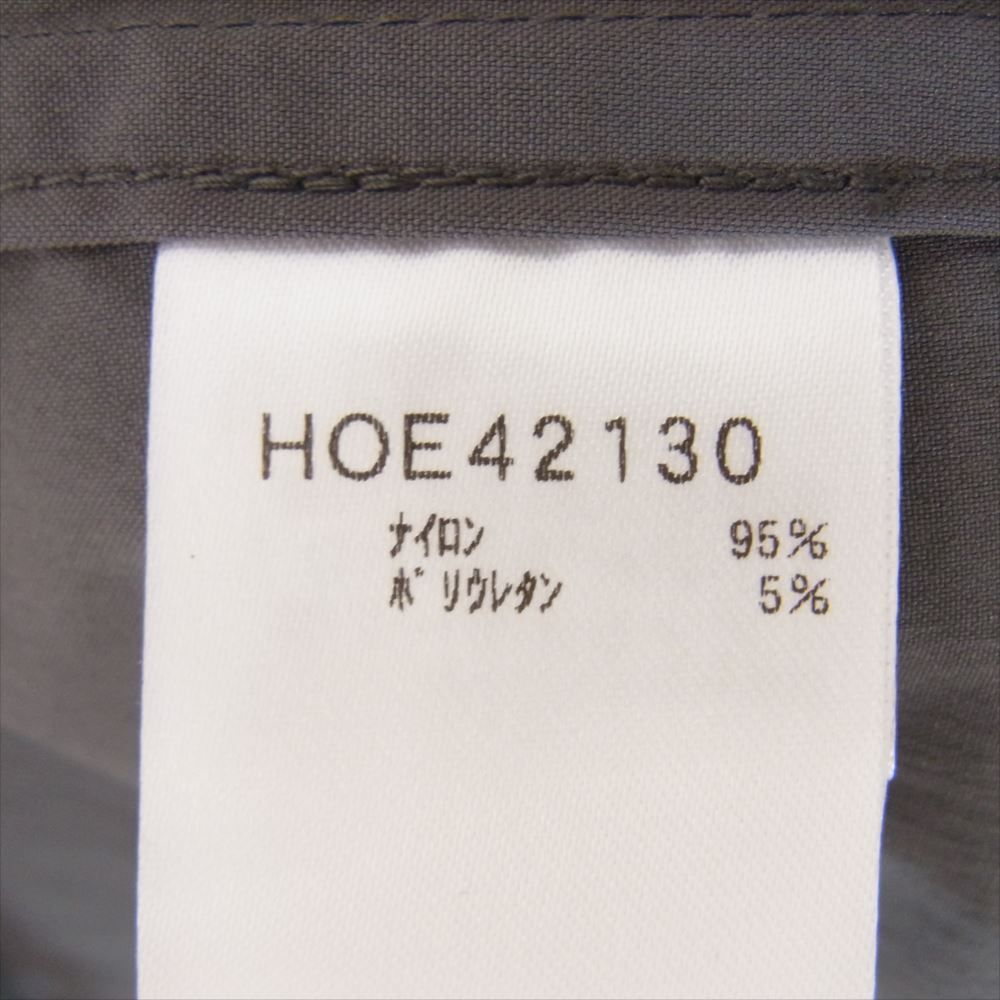 HOE42130
ﾅｲﾛﾝ 95%
ﾎﾟﾘｳﾚﾀﾝ 5%